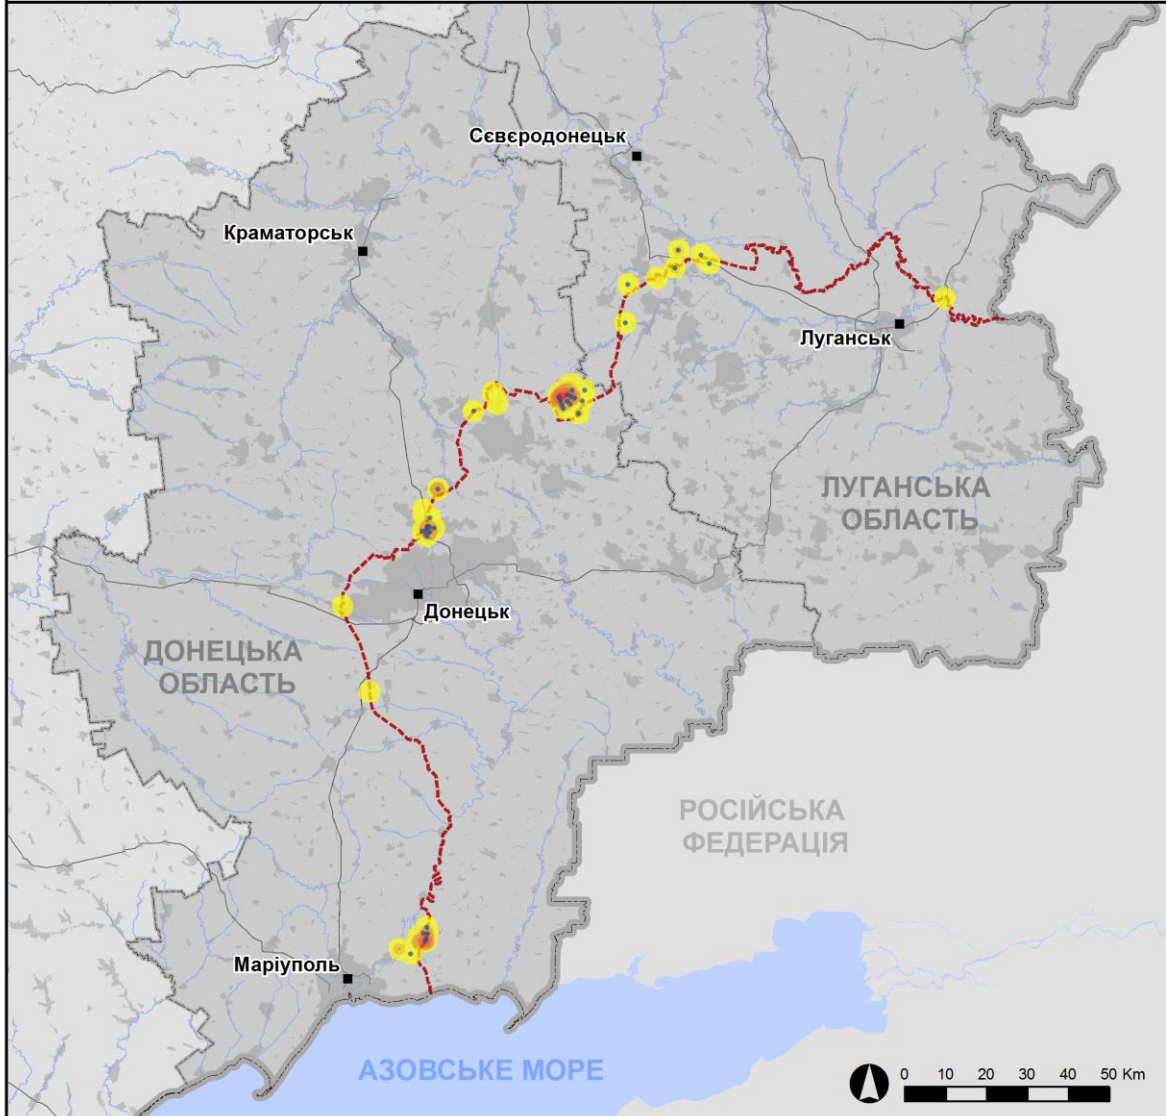 Сєвєродонецьк
Краматорськ
Луганськ
ЛУГАНСЬКА
ОБЛАСТЬ
Донецьк
ДОНЕЦЬКА
ОБЛАСТЬ
РОСІЙСЬКА
ФЕДЕРАЦІЯ
Маріуполь
АЗОВСЬКЕ МОРЕ
0 10 20 30 40 50 Km